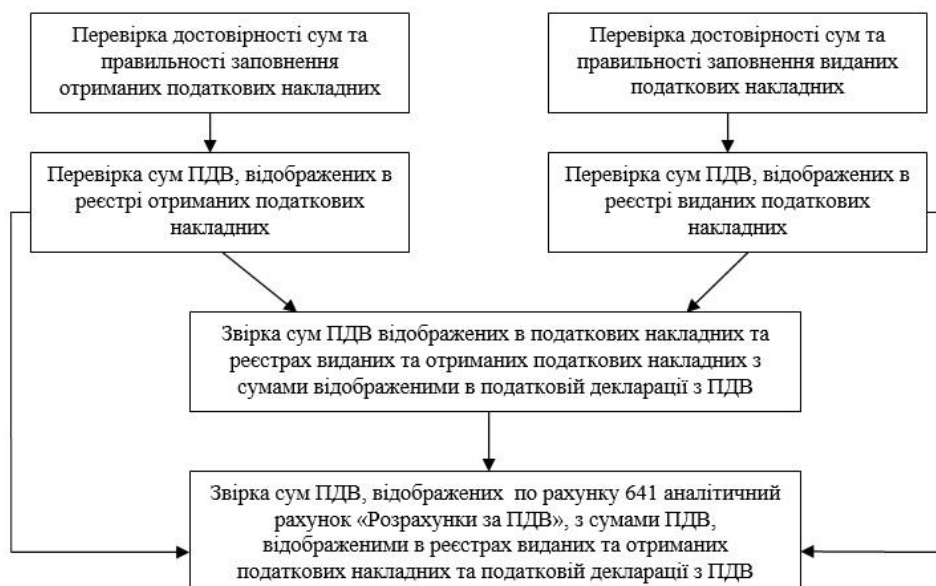 Перевірка достовірності сум та
правильності заповнення
отриманих податкових накладних
Перевірка достовірності сум та
правильності заповнення виданих
податкових накладних
Перевірка сум ПДВ, відображених в
реєстрі отриманих податкових
накладних
Перевірка сум ПДВ, відображених в
реєстрі виданих податкових
накладних
Звірка сум ПДВ відображених в податкових накладних та
реєстрах виданих та отриманих податкових накладних з
сумами відображеними в податковій декларації з ПДВ
Звірка сум ПДВ, відображених по рахунку 641 аналітичний
рахунок «Розрахунки за ПДВ», з сумами ПДВ,
відображеними в реєстрах виданих та отриманих
податкових накладних та податковій декларації з ПДВ